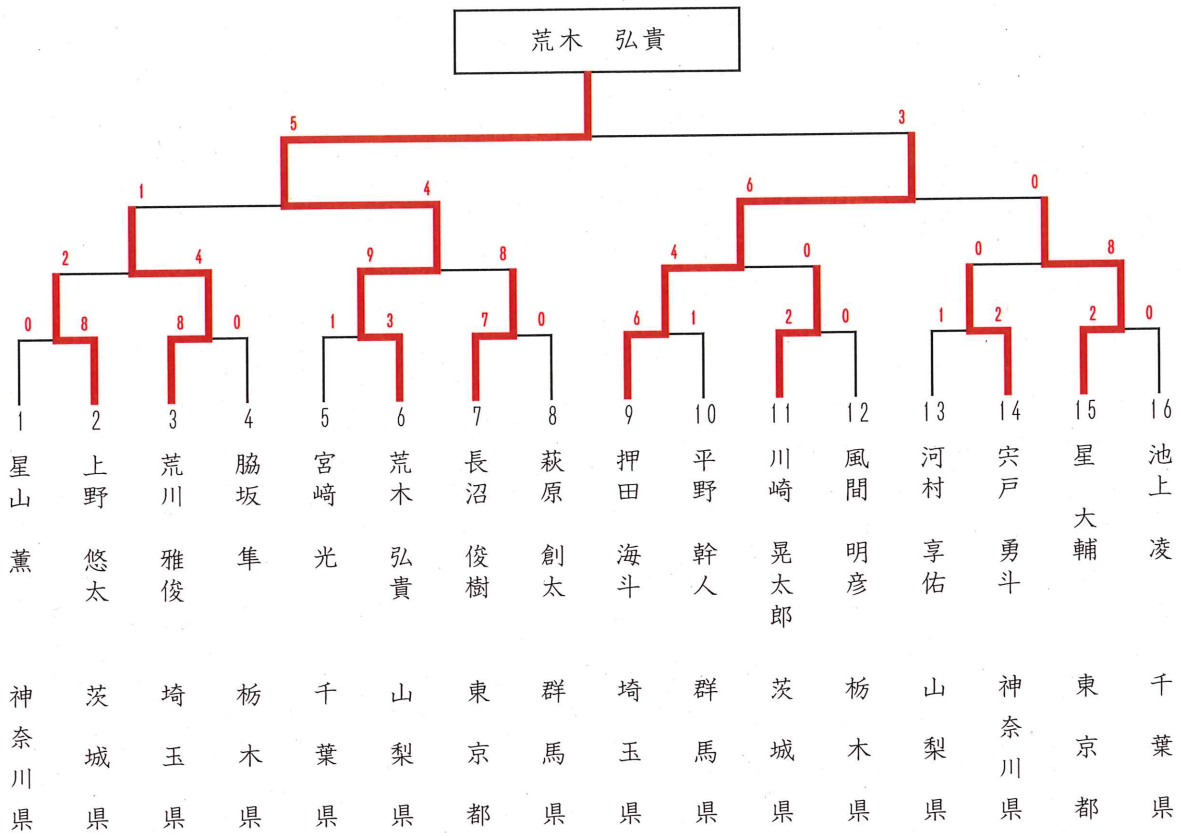 荒木 弘貴
5 3
1 4 6 0
2 4 9 8 4 0 0 8
0 8 8 0 1 3 7 0 6 1 2 0 1 2 2 0
1 2 3 4 5 6 7 8 9 10 11 12 13 14 15 16
星山 薫
上野 悠太
荒川 雅俊
脇坂 隼
宮﨑 光
荒木 弘貴
長沼 俊樹
萩原 創太
押田 海斗
平野 幹人
川崎 晃太郎
風間 明彦
河村 享佑
宍戸 勇斗
星 大輔
池上 凌
神奈川県
茨城県
埼玉県
栃木県
千葉県
山梨県
東京都
群馬県
埼玉県
群馬県
茨城県
栃木県
山梨県
神奈川県
東京都
千葉県